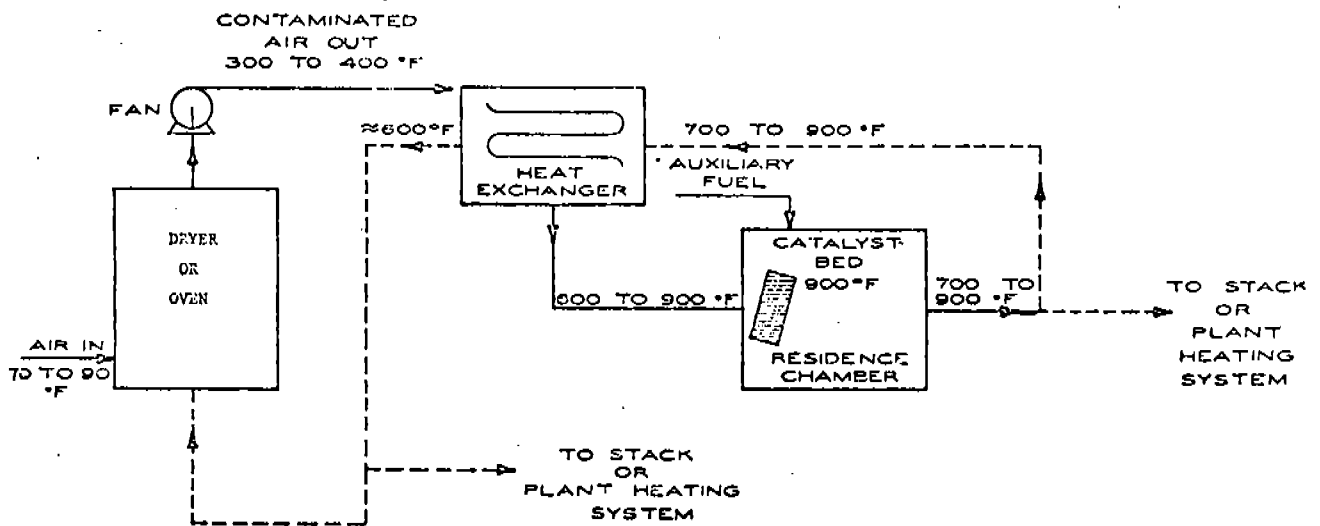 CONTAMINATED
AIR OUT
300 TO 400 °F
FAN
≈600°F
700 TO 900 °F
AUXILIARY
FUEL
HEAT
EXCHANGER
DRYER
OR
OVEN
CATALYST
BED
900°F
600 TO 900 °F
700 TO
900 °F
TO STACK
OR
PLANT
HEATING
SYSTEM
AIR IN
70 TO 90
°F
RESIDENCE
CHAMBER
TO STACK
OR
PLANT HEATING
SYSTEM